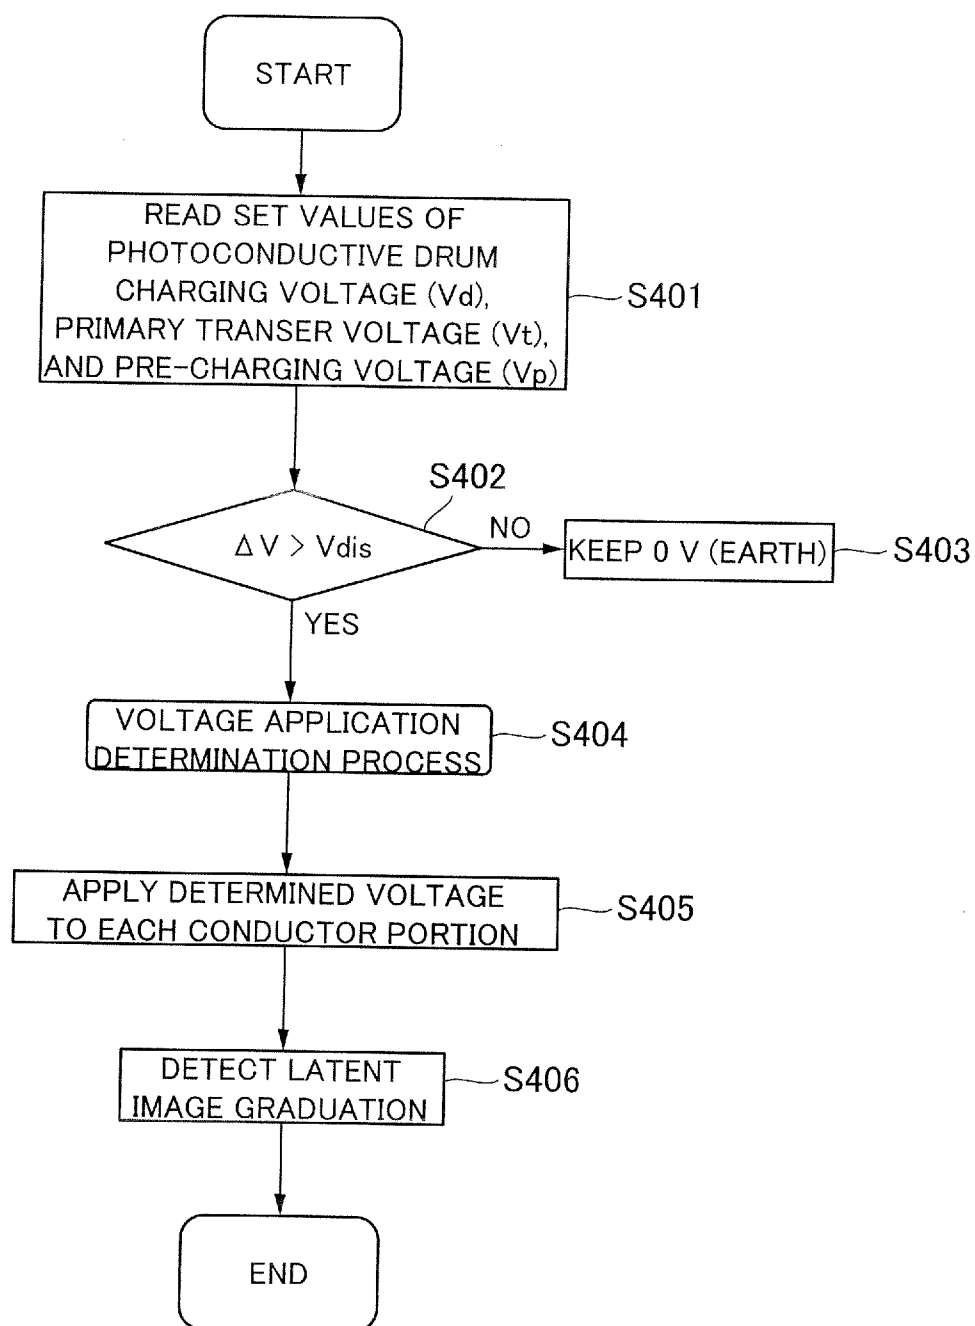 START
READ SET VALUES OF
PHOTOCONDUCTIVE DRUM
CHARGING VOLTAGE (Vd),
PRIMARY TRANSER VOLTAGE (Vt),
AND PRE-CHARGING VOLTAGE (Vp)
S401
S402
ΔV > Vdis
NO
KEEP 0 V (EARTH)
S403
YES
VOLTAGE APPLICATION
DETERMINATION PROCESS
S404
APPLY DETERMINED VOLTAGE
TO EACH CONDUCTOR PORTION
S405
DETECT LATENT
IMAGE GRADUATION
S406
END